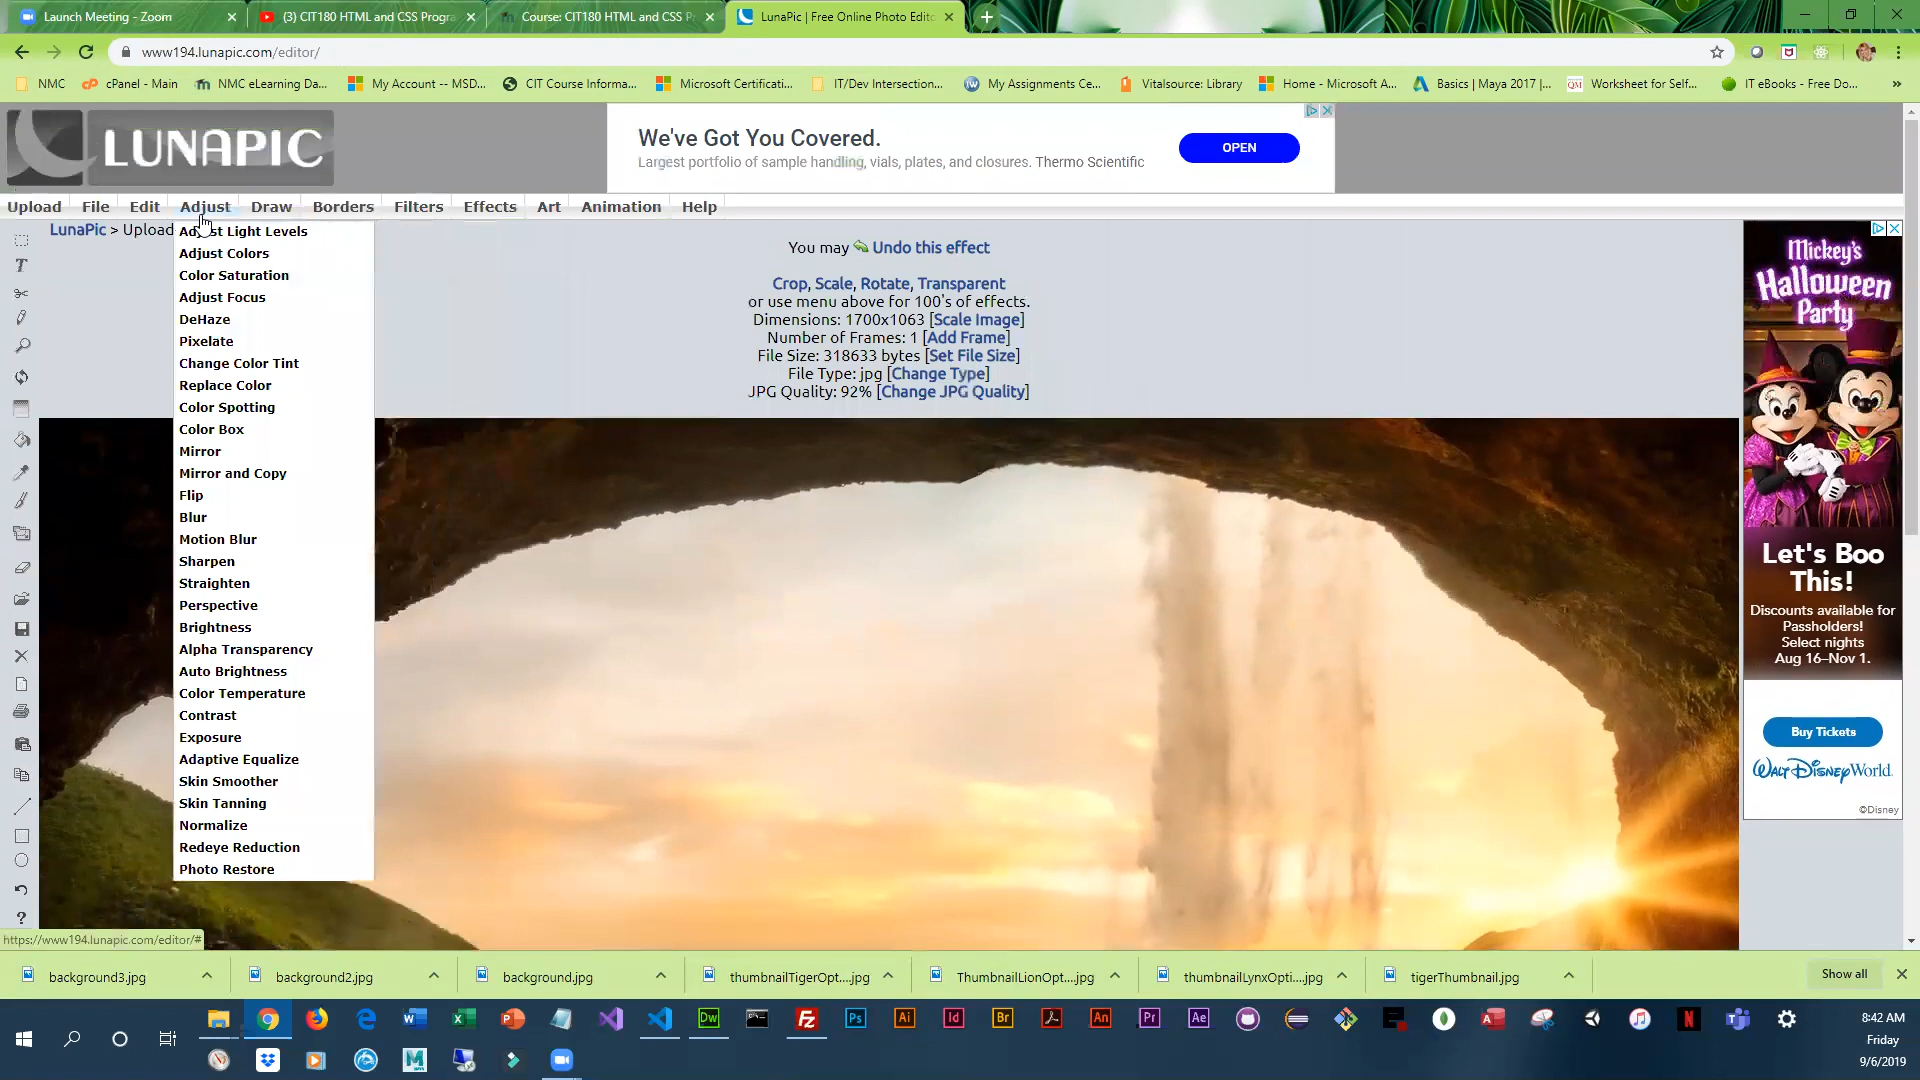 Launch Meeting - Zoom
(3) CIT180 HTML and CSS Progra
Course: CIT180 HTML and CSS P
LunaPic | Free Online Photo Edito
www194.lunapic.com/editor/
NMC
cPanel - Main
NMC eLearning Da...
My Account -- MSD...
CIT Course Informa...
Microsoft Certificati...
IT/Dev Intersection...
My Assignments Ce...
Vitalsource: Library
Home - Microsoft A...
Basics | Maya 2017 |...
Worksheet for Self...
IT eBooks - Free Do...
LUNAPIC
We've Got You Covered.
Largest portfolio of sample handling, vials, plates, and closures. Thermo Scientific
OPEN
Upload File Edit Adjust Draw Borders Filters Effects Art Animation Help
LunaPic > Upload
Adjust Light Levels
Adjust Colors
Color Saturation
Adjust Focus
DeHaze
Pixelate
Change Color Tint
Replace Color
Color Spotting
Color Box
Mirror
Mirror and Copy
Flip
Blur
Motion Blur
Sharpen
Straighten
Perspective
Brightness
Alpha Transparency
Auto Brightness
Color Temperature
Contrast
Exposure
Adaptive Equalize
Skin Smoother
Skin Tanning
Normalize
Redeye Reduction
Photo Restore
You may Undo this effect
Crop, Scale, Rotate, Transparent
or use menu above for 100's of effects.
Dimensions: 1700x1063 [Scale Image]
Number of Frames: 1 [Add Frame]
File Size: 318633 bytes [Set File Size]
File Type: jpg [Change Type]
JPG Quality: 92% [Change JPG Quality]
Mickey's
Halloween
Party
Let's Boo
This!
Discounts available for
Passholders!
Select nights
Aug 16–Nov 1.
Buy Tickets
Walt Disney World.
©Disney
https://www194.lunapic.com/editor/#
background3.jpg
background2.jpg
background.jpg
thumbnailTigerOpt....jpg
ThumbnailLionOpt....jpg
thumbnailLynxOpti....jpg
tigerThumbnail.jpg
Show all
8:42 AM
Friday
9/6/2019